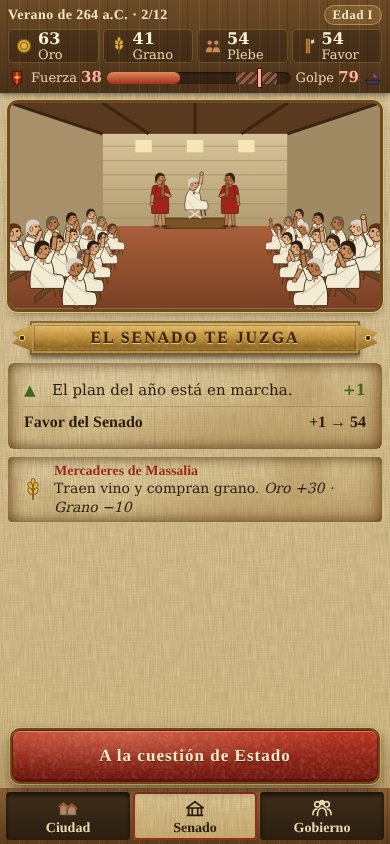 Verano de 264 a.C. · 2/12
Edad I
63
Oro
41
Grano
54
Plebe
54
Favor
Fuerza 38
Golpe 79
EL SENADO TE JUZGA
▲ El plan del año está en marcha. +1
Favor del Senado +1 → 54
Mercaderes de Massalia
Traen vino y compran grano. Oro +30 ·
Grano −10
A la cuestión de Estado
Ciudad
Senado
Gobierno